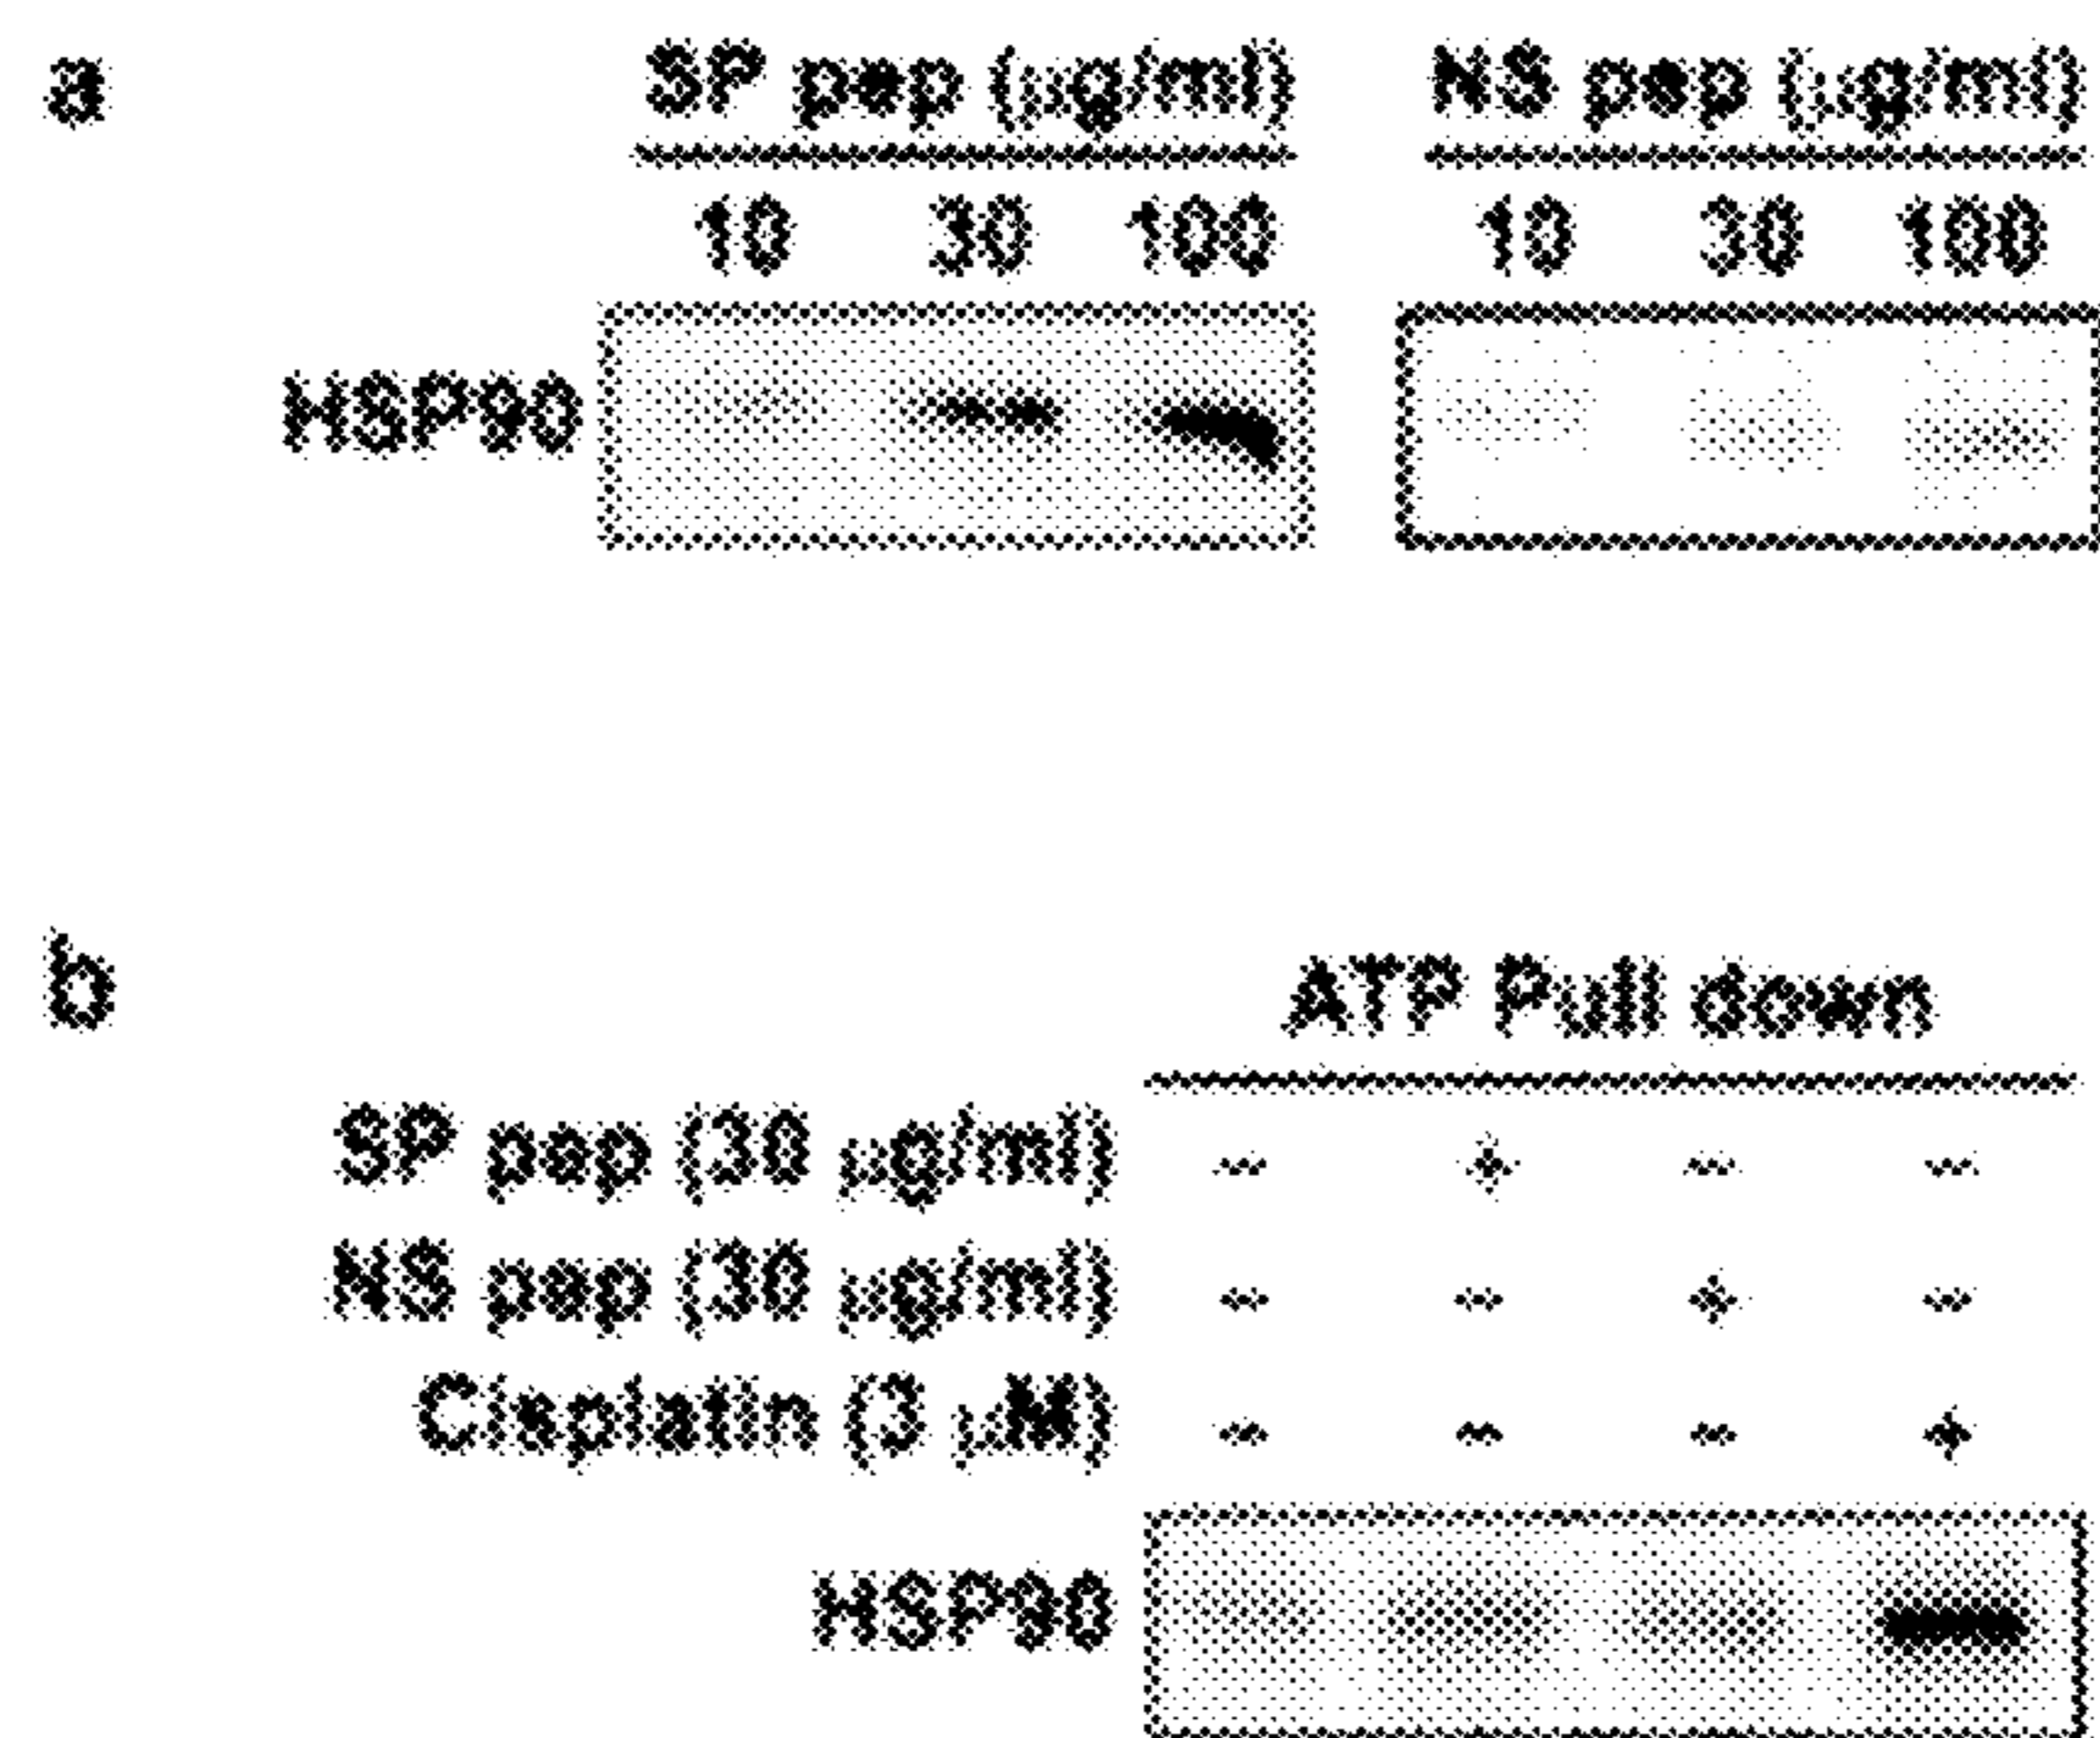 a
SP pep (µg/ml) NS pep (µg/ml)
10 30 100 10 30 100
HSP90
b
ATP Pull down
SP pep (30 µg/ml) - + - -
NS pep (30 µg/ml) - - + -
Cisplatin (3 µM) - - - +
HSP90